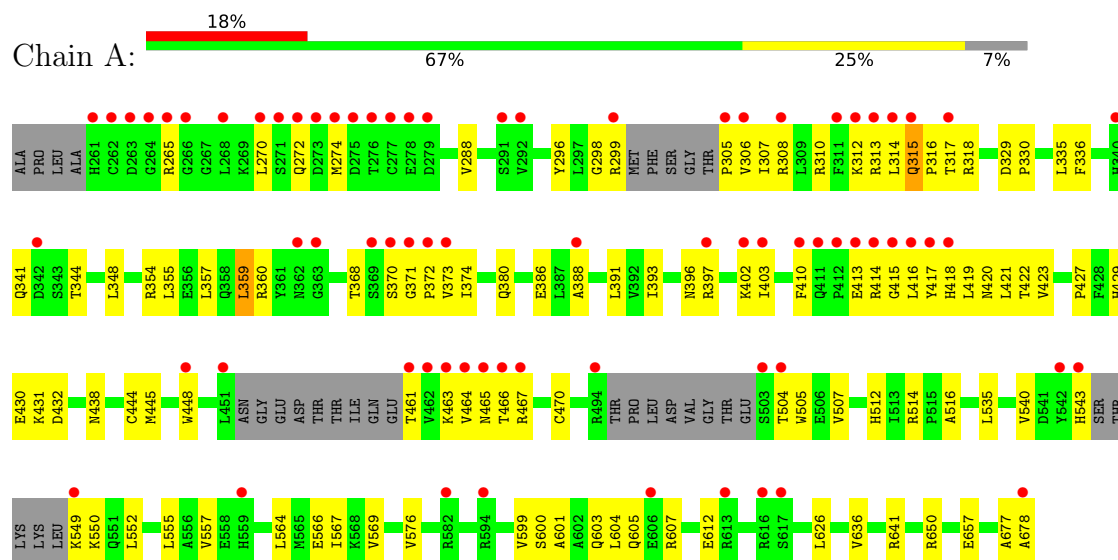 18%
Chain A:
67% 25% 7%
ALA PRO LEU ALA H261 C262 D263 G264 R265 G266 G267 L268 K269 L270 S271 Q272 D273 M274 D275 T276 C277 E278 D279 V288 S291 V292 Y296 L297 G298 R299 MET PHE SER GLY THR P305 V306 I307 R308 L309 R310 F311 K312 R313 L314 Q315 P316 T317 R318 D329 P330 L335 F336 H340
Q341 D342 S343 T344 L348 R354 L355 E356 L357 Q358 L359 R360 Y361 N362 G363 T368 S369 S370 G371 P372 V373 I374 Q380 E386 L387 A388 L391 V392 I393 N396 R397 K402 I403 F410 Q411 P412 E413 R414 G415 L416 Y417 H418 L419 N420 L421 T422 V423 P427 F428 H429
E430 K431 D432 N438 C444 M445 W448 L451 ASN GLY GLU ASP THR THR ILE GLN GLU T461 V462 K463 V464 N465 T466 R467 C470 R494 THR PRO LEU ASP VAL GLY THR GLU S503 T504 W505 E506 V507 H512 I513 R514 P515 A516 L535 V540 D541 Y542 H543 SER THR
LYS LYS LEU K549 K550 Q551 L552 L555 A556 V557 E558 H559 L564 M565 E566 I567 K568 V569 V576 R582 R594 V599 S600 A601 A602 Q603 L604 Q605 E606 R607 E612 R613 R616 S617 L626 V636 R641 R650 E657 A677 A678